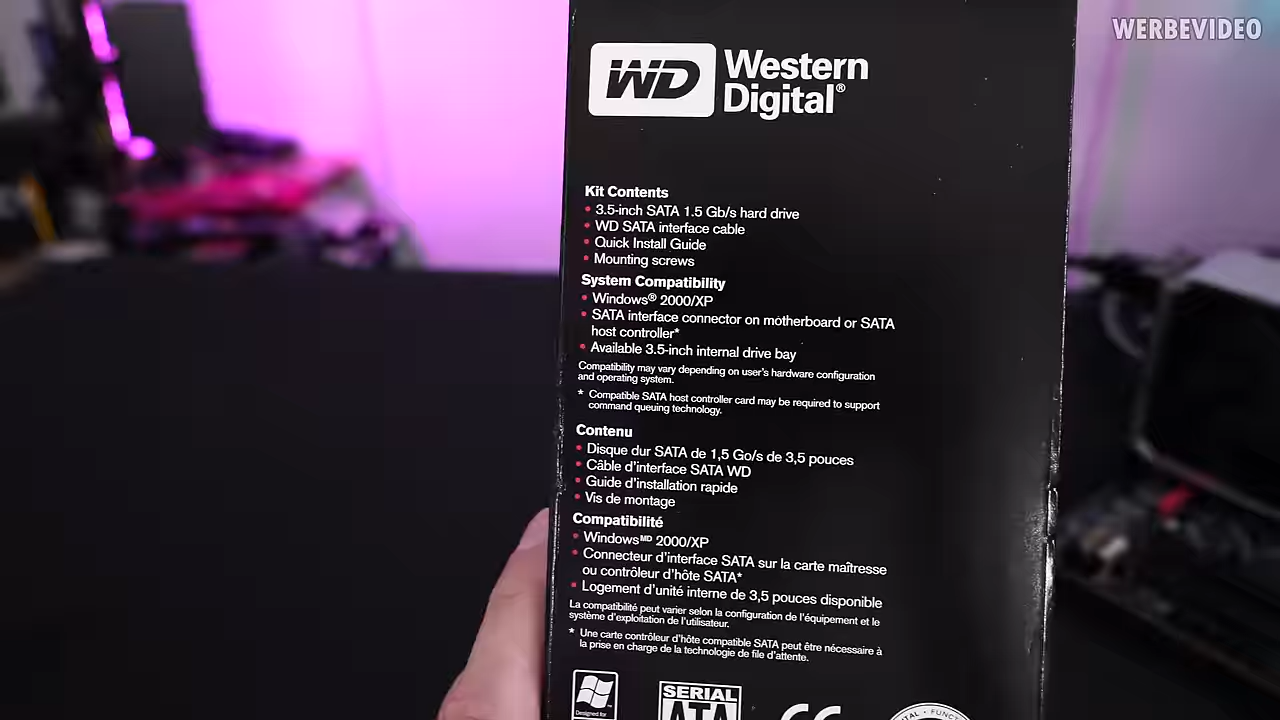 WERBEVIDEO
WD Western
Digital®
Kit Contents
• 3.5-inch SATA 1.5 Gb/s hard drive
• WD SATA interface cable
• Quick Install Guide
• Mounting screws
System Compatibility
• Windows® 2000/XP
• SATA interface connector on motherboard or SATA
host controller*
• Available 3.5-inch internal drive bay
Compatibility may vary depending on user's hardware configuration
and operating system.
* Compatible SATA host controller card may be required to support
command queuing technology.
Contenu
• Disque dur SATA de 1,5 Go/s de 3,5 pouces
• Câble d'interface SATA WD
• Guide d'installation rapide
• Vis de montage
Compatibilité
• Windowsᴹᴰ 2000/XP
• Connecteur d'interface SATA sur la carte maîtresse
ou contrôleur d'hôte SATA*
• Logement d'unité interne de 3,5 pouces disponible
La compatibilité peut varier selon la configuration de l'équipement et le
système d'exploitation de l'utilisateur.
* Une carte contrôleur d'hôte compatible SATA peut être nécessaire à
la prise en charge de la technologie de file d'attente.
Designed for
SERIAL
ATA
CE